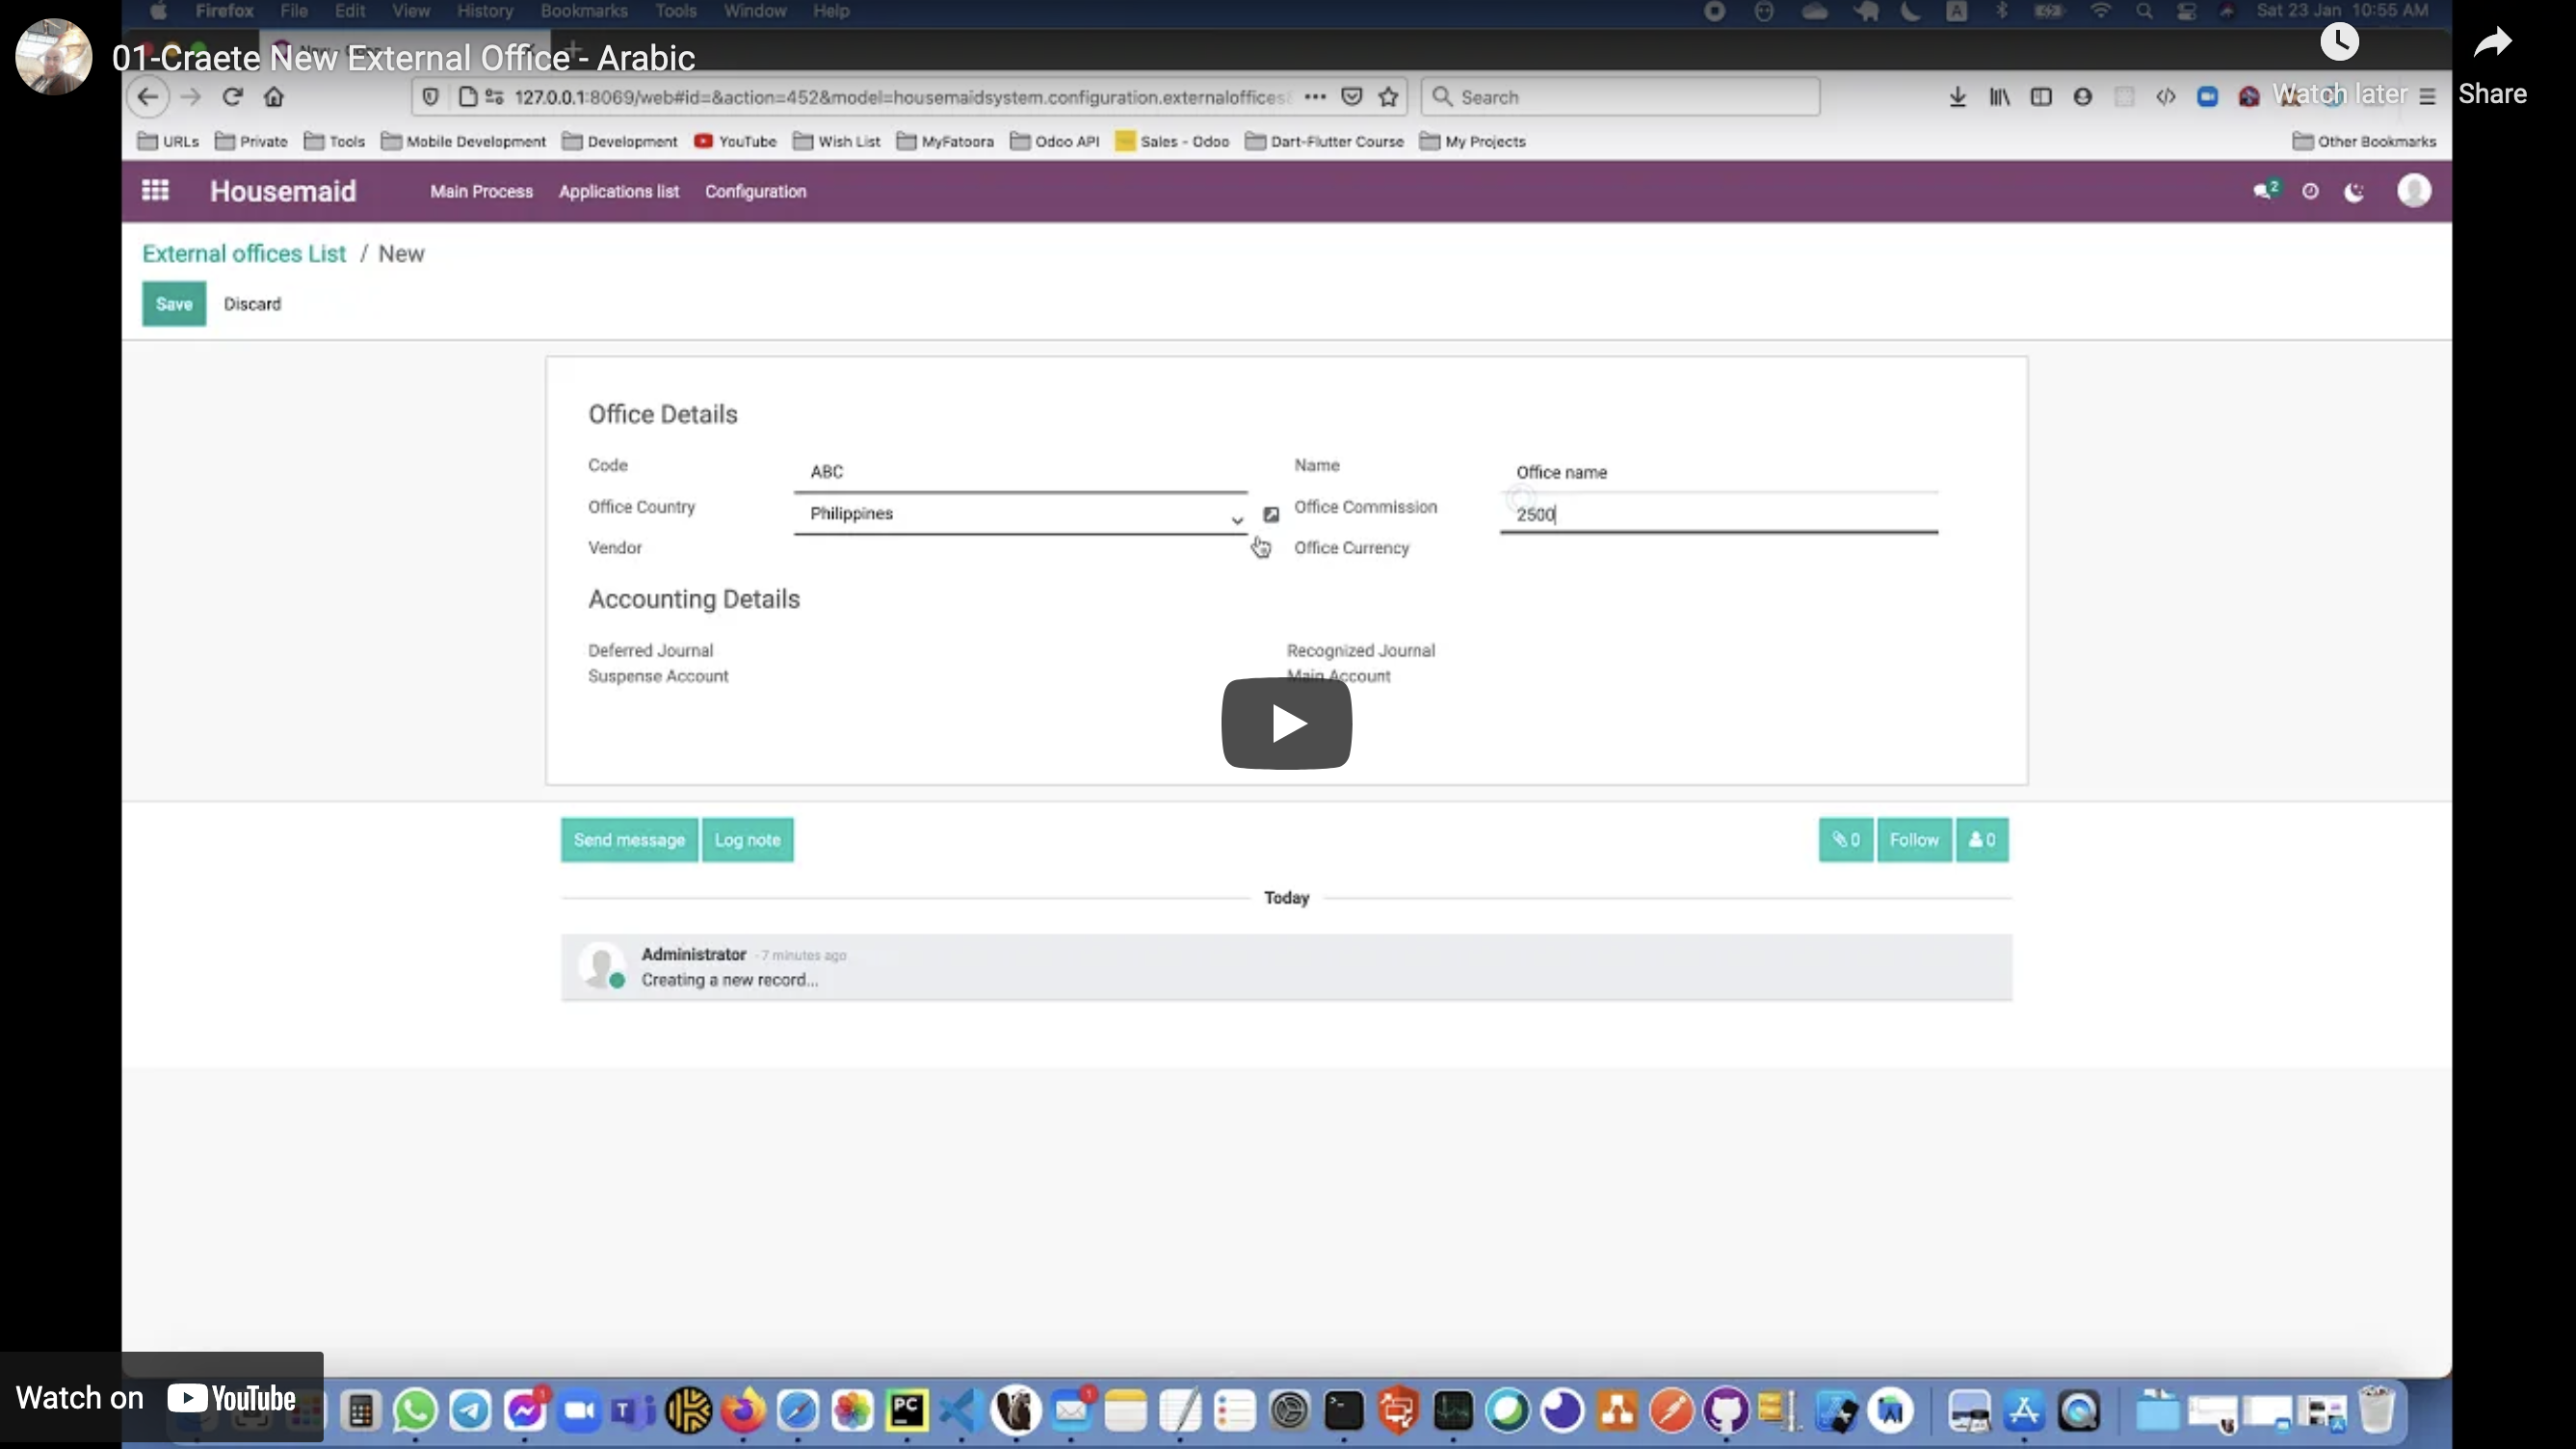 Firefox File Edit View History Bookmarks Tools Window Help
Sat 23 Jan 10:55 AM
01-Craete New External Office - Arabic
Watch later
Share
127.0.0.1:8069/web#id=&action=452&model=housemaidsystem.configuration.externaloffices
Search
URLs Private Tools Mobile Development Development YouTube Wish List MyFatoora Odoo API Sales - Odoo Dart-Flutter Course My Projects Other Bookmarks
Housemaid Main Process Applications list Configuration
2
External offices List / New
Save Discard
Office Details
Code ABC Name Office name
Office Country Philippines Office Commission 2500
Vendor Office Currency
Accounting Details
Deferred Journal Recognized Journal
Suspense Account Main Account
Send message Log note 0 Follow 0
Today
Administrator - 7 minutes ago
Creating a new record...
Watch on YouTube
PC